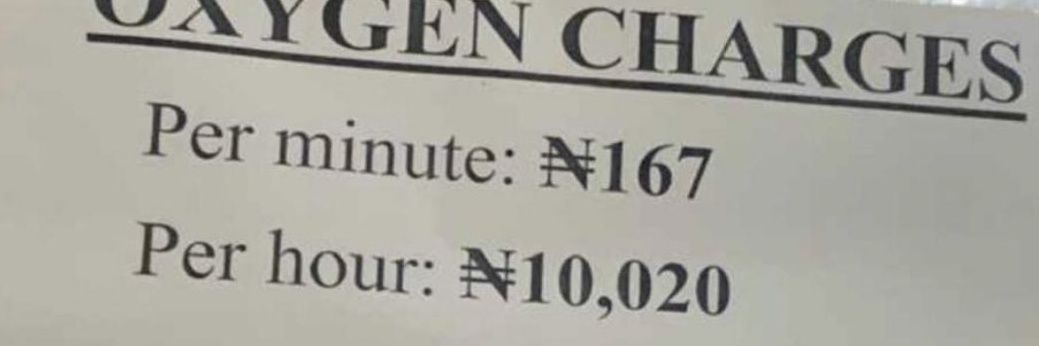 OXYGEN CHARGES
Per minute: ₦167
Per hour: ₦10,020